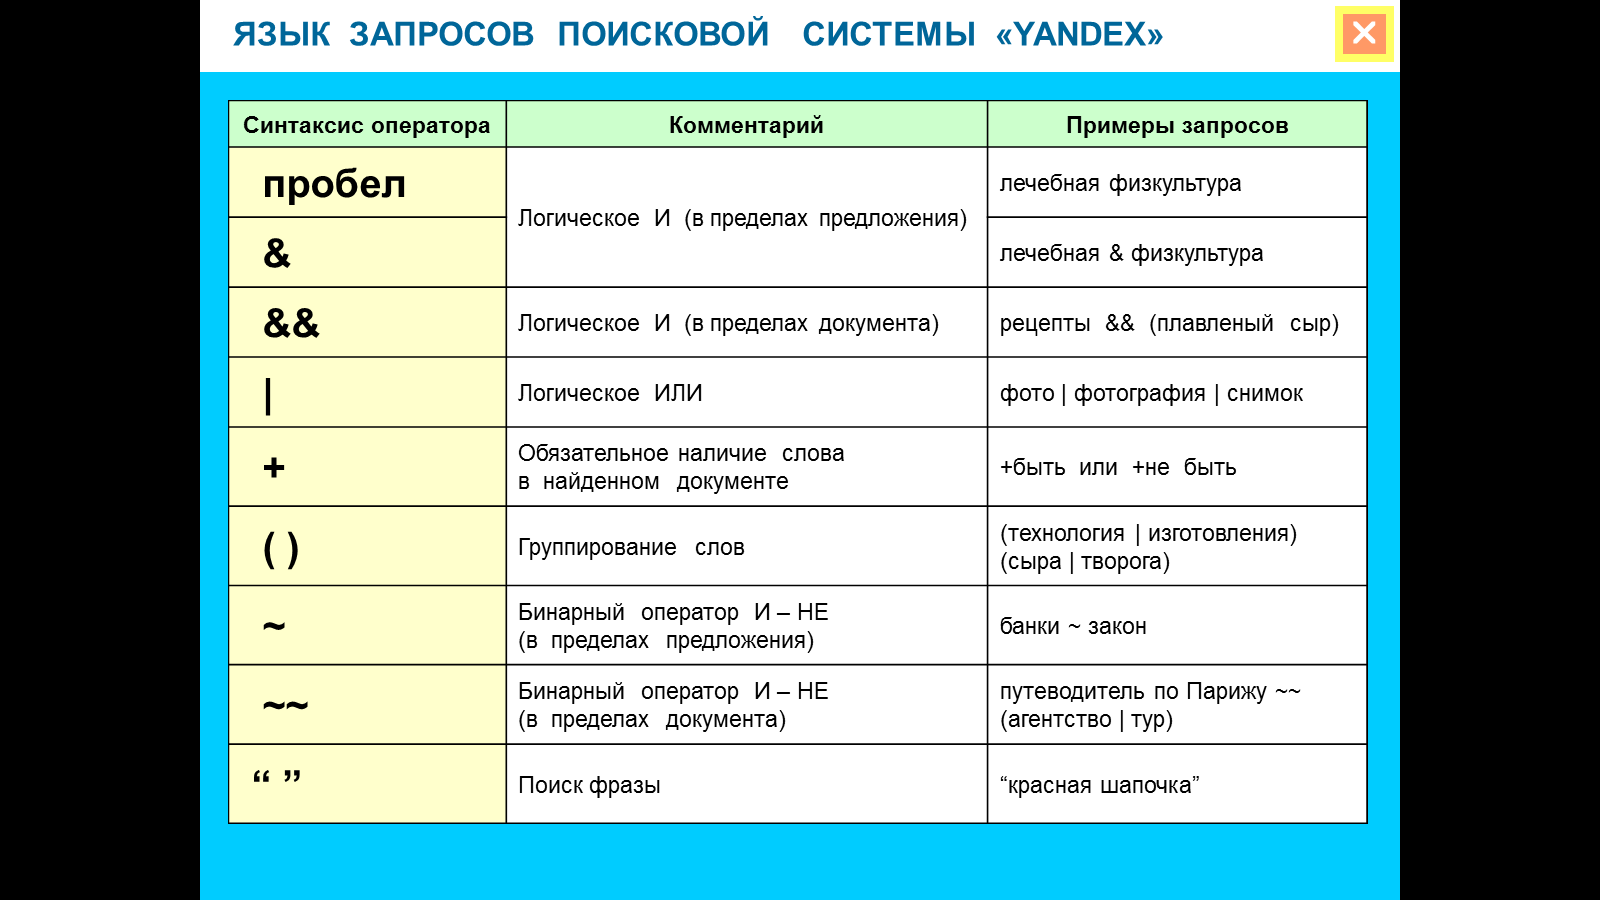 ЯЗЫК ЗАПРОСОВ ПОИСКОВОЙ СИСТЕМЫ «YANDEX»
Синтаксис оператора Комментарий Примеры запросов
пробел
Логическое И (в пределах предложения)
лечебная физкультура
&
лечебная & физкультура
&& Логическое И (в пределах документа) рецепты && (плавленый сыр)
| Логическое ИЛИ фото | фотография | снимок
+
Обязательное наличие слова
в найденном документе
+быть или +не быть
( )
Группирование слов
(технология | изготовления)
(сыра | творога)
~
Бинарный оператор И – НЕ
(в пределах предложения)
банки ~ закон
~~
Бинарный оператор И – НЕ
(в пределах документа)
путеводитель по Парижу ~~
(агентство | тур)
“ ”
Поиск фразы
“красная шапочка”